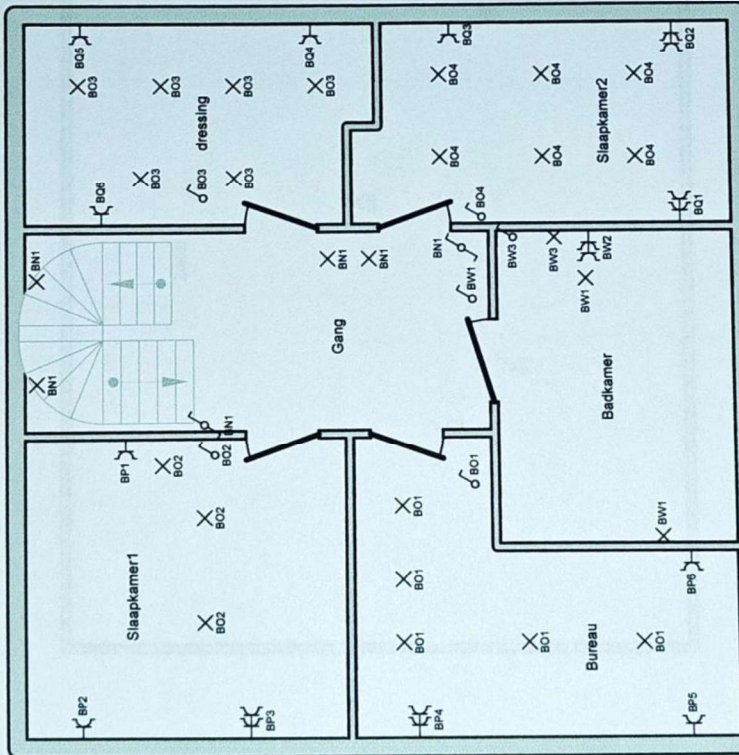 BN1
BN1
BP2
BQ5
BO3
BQ6
BP1
Slaapkamer1
BO3
BO3
BO2
dressing
BO3
BO2
BO2
BO2
BN1
BO3
BO3
BP3
BQ4
BO3
Gang
BN1
BN1
BO1
BO1
BO1
BP4
BO4
BO4
BN1
BQ3
BW1
BO1
BO4
BW3
BO1
BW3
BO4
BO4
BW1
BW2
Bureau
Badkamer
Slaapkamer2
BO1
BO4
BO4
BW1
BP5
BP6
BQ1
BQ2